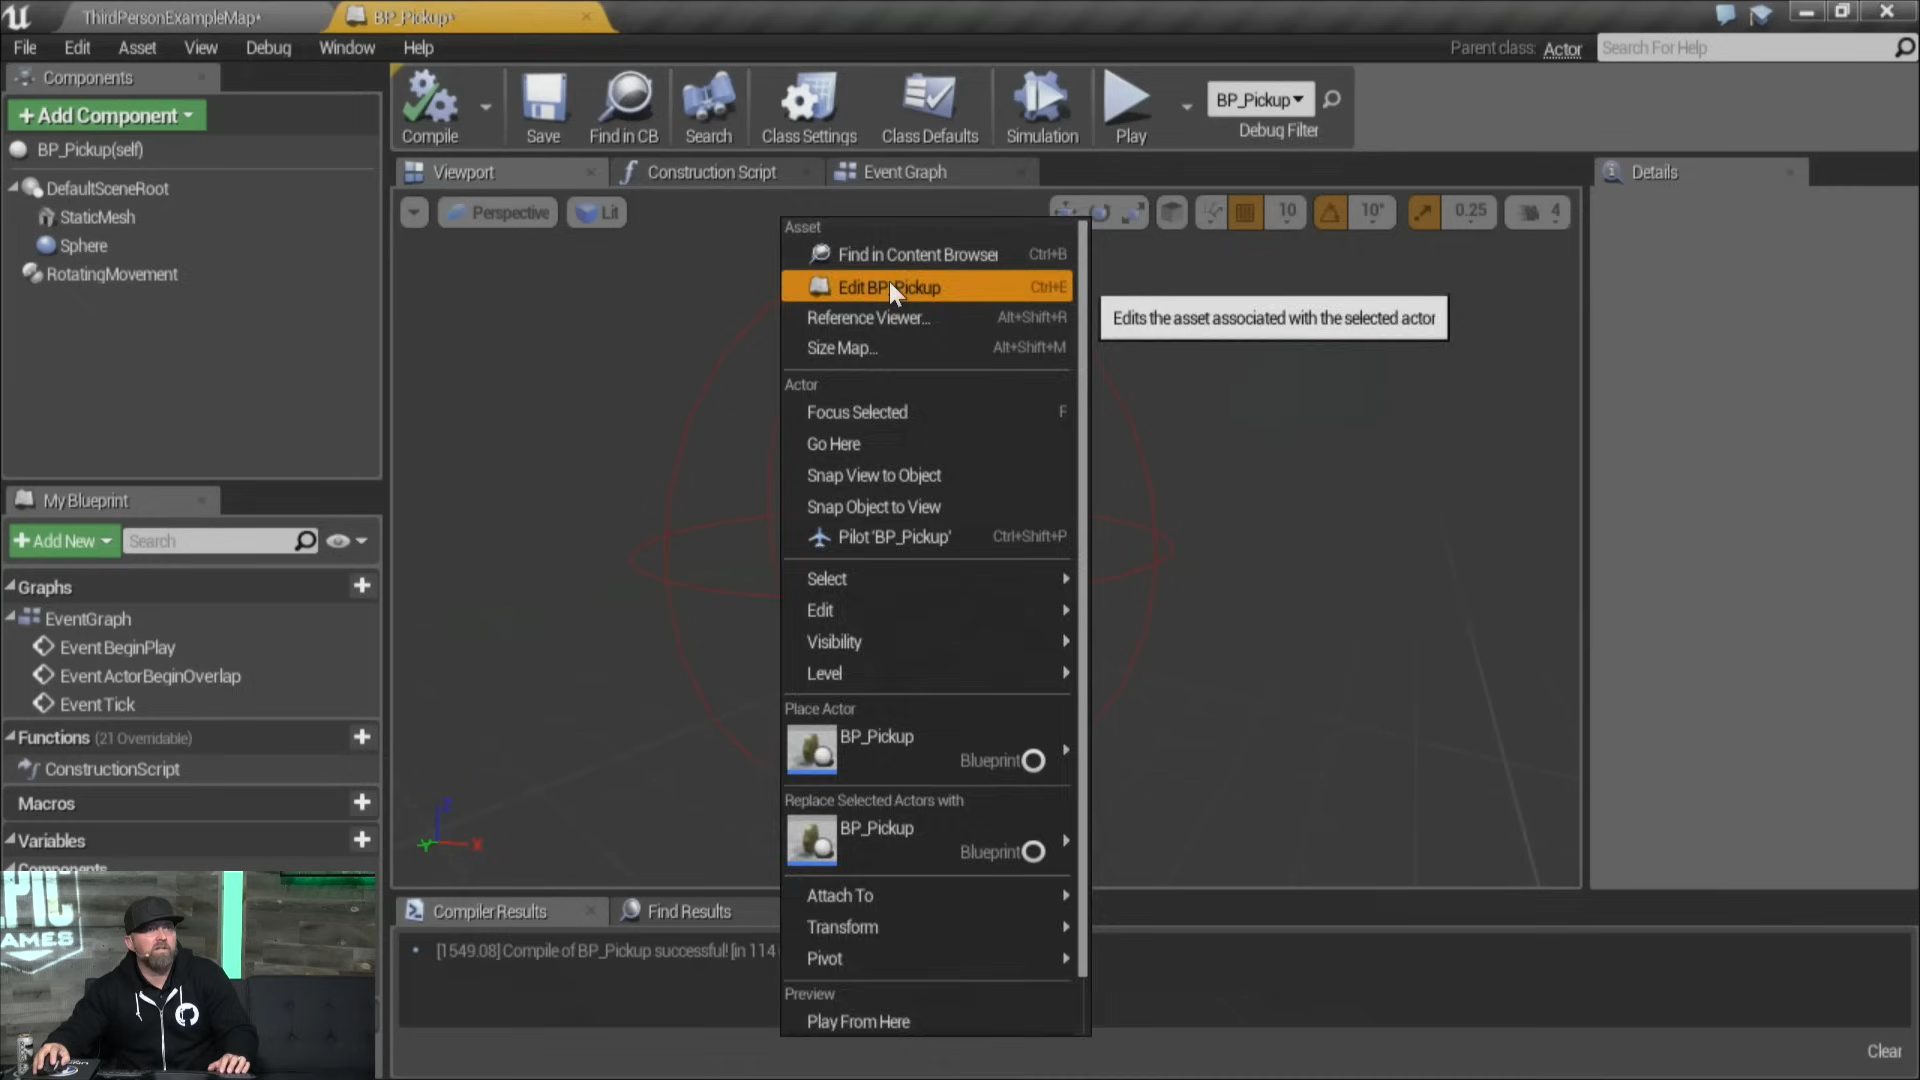 ThirdPersonExampleMap*
BP_Pickup*
File Edit Asset View Debug Window Help
Parent class: Actor
Search For Help
Components
+Add Component
BP_Pickup(self)
DefaultSceneRoot
StaticMesh
Sphere
RotatingMovement
Compile
Save
Find in CB
Search
Class Settings
Class Defaults
Simulation
Play
BP_Pickup
Debug Filter
Viewport
Construction Script
Event Graph
Details
Perspective
Lit
10
10°
0.25
4
Asset
Find in Content Browser Ctrl+B
Edit BP_Pickup Ctrl+E
Reference Viewer... Alt+Shift+R
Size Map... Alt+Shift+M
Edits the asset associated with the selected actor
Actor
Focus Selected F
Go Here
Snap View to Object
Snap Object to View
Pilot 'BP_Pickup' Ctrl+Shift+P
Select
Edit
Visibility
Level
Place Actor
BP_Pickup
Blueprint
Replace Selected Actors with
BP_Pickup
Blueprint
Attach To
Transform
Pivot
Preview
Play From Here
My Blueprint
+Add New
Search
Graphs
EventGraph
Event BeginPlay
Event ActorBeginOverlap
Event Tick
Functions (21 Overridable)
ConstructionScript
Macros
Variables
Components
Z
Y
X
Compiler Results
Find Results
[1549.08] Compile of BP_Pickup successful! [in 114
Clear
EPIC
GAMES